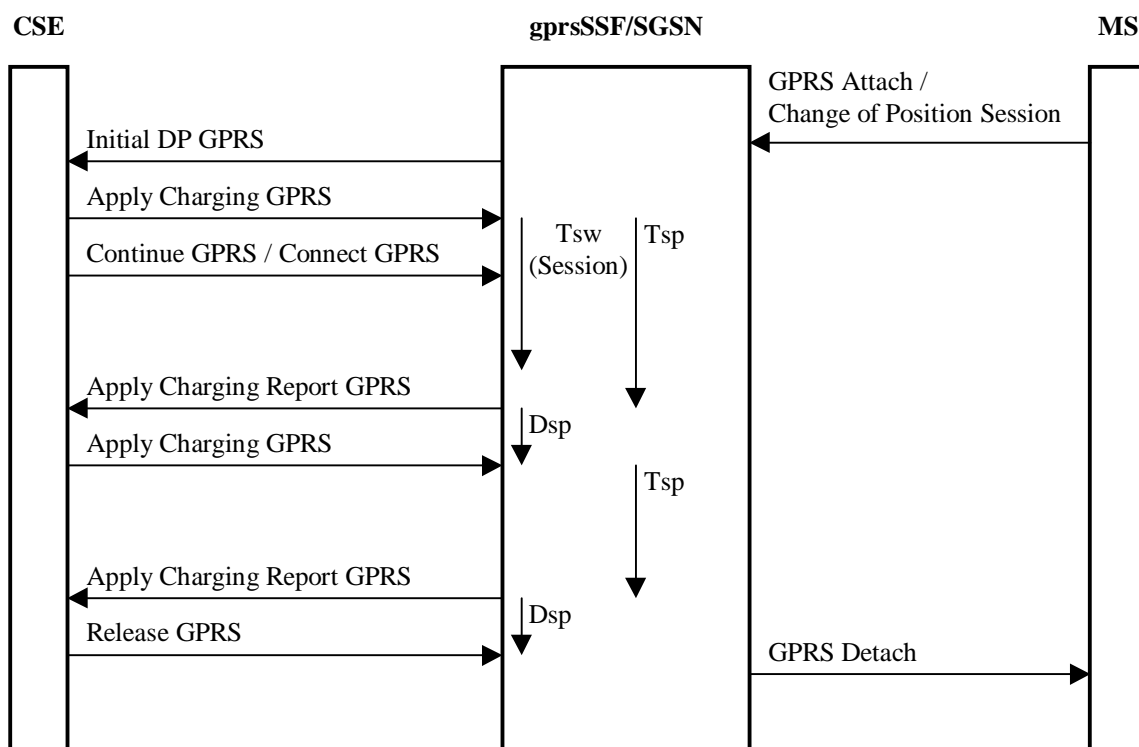 CSE
gprsSSF/SGSN
MS
GPRS Attach /
Change of Position Session
Initial DP GPRS
Apply Charging GPRS
Tsw
(Session)
Tsp
Continue GPRS / Connect GPRS
Apply Charging Report GPRS
Dsp
Apply Charging GPRS
Tsp
Apply Charging Report GPRS
Dsp
Release GPRS
GPRS Detach